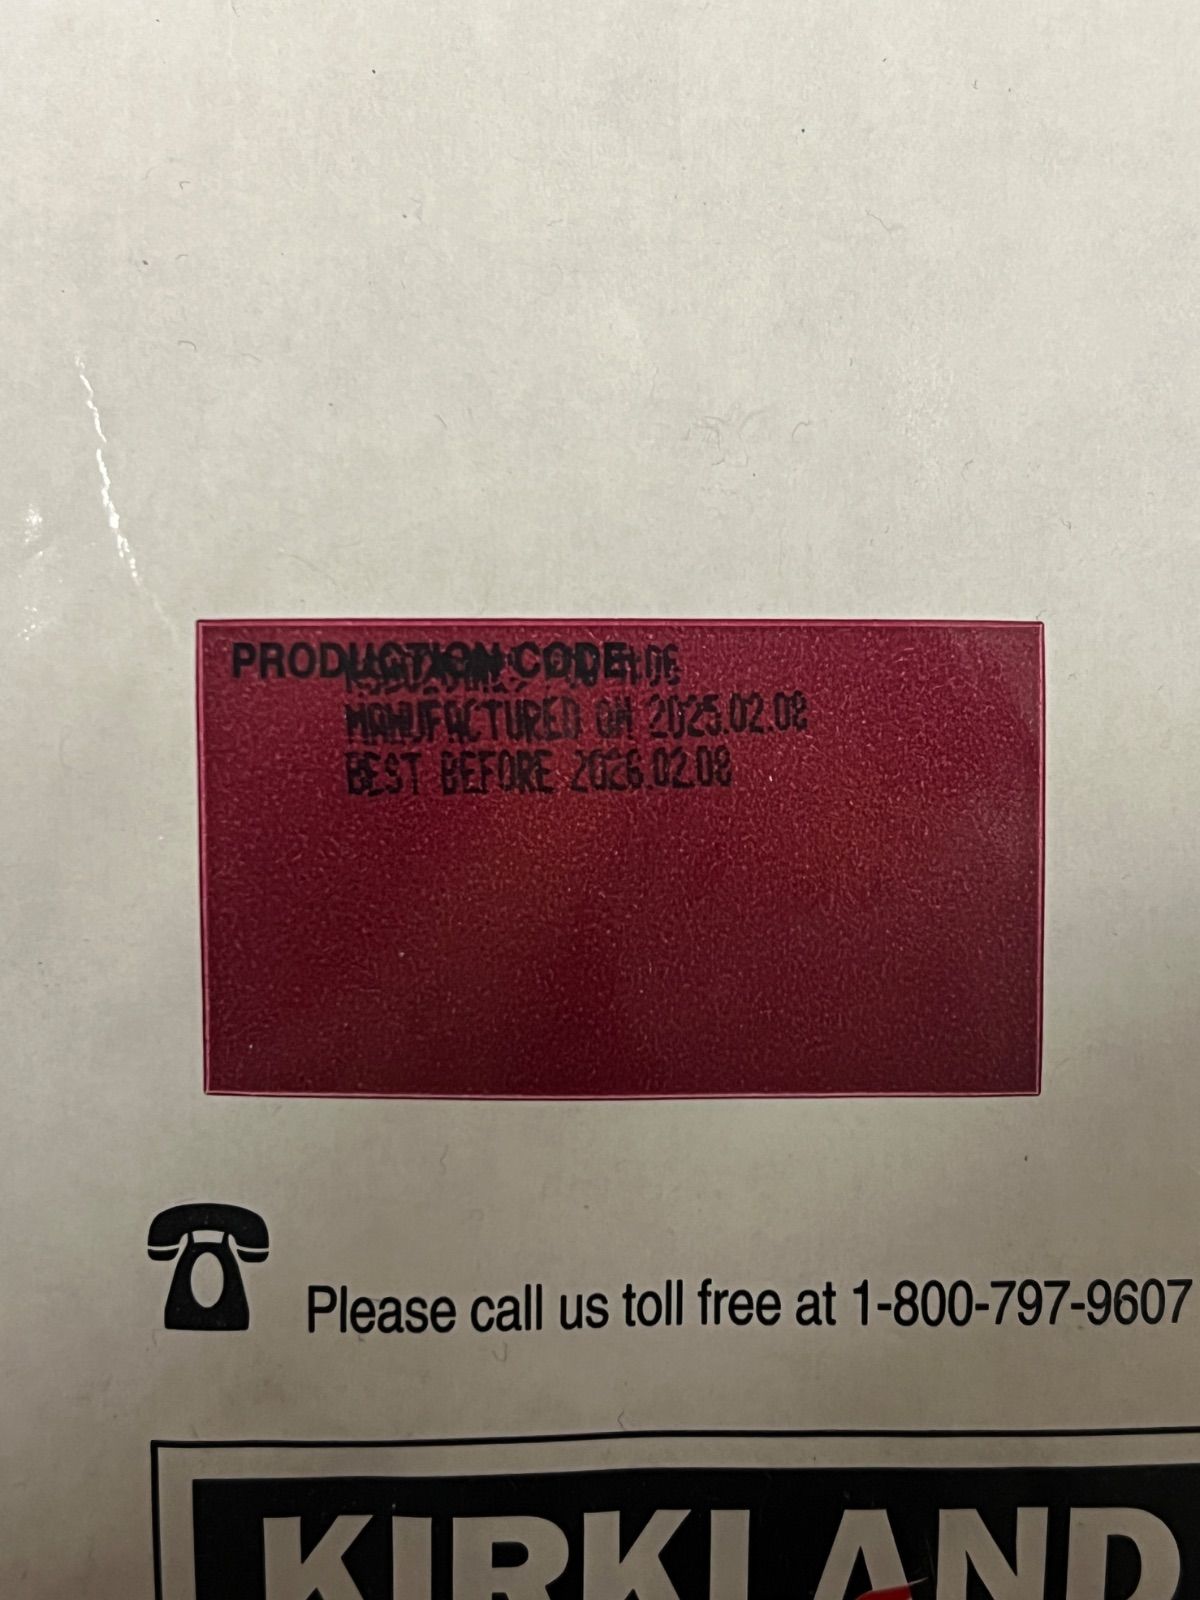 PRODUCTION CODE
MANUFACTURED ON 2025.02.08
BEST BEFORE 2026.02.08
Please call us toll free at 1-800-797-9607
KIRKLAND